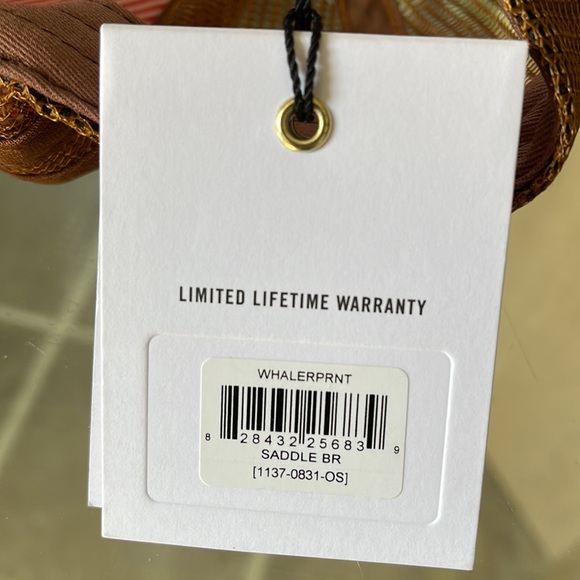 LIMITED LIFETIME WARRANTY
WHALERPRNT
8 28432 25683 9
SADDLE BR
[1137-0831-OS]